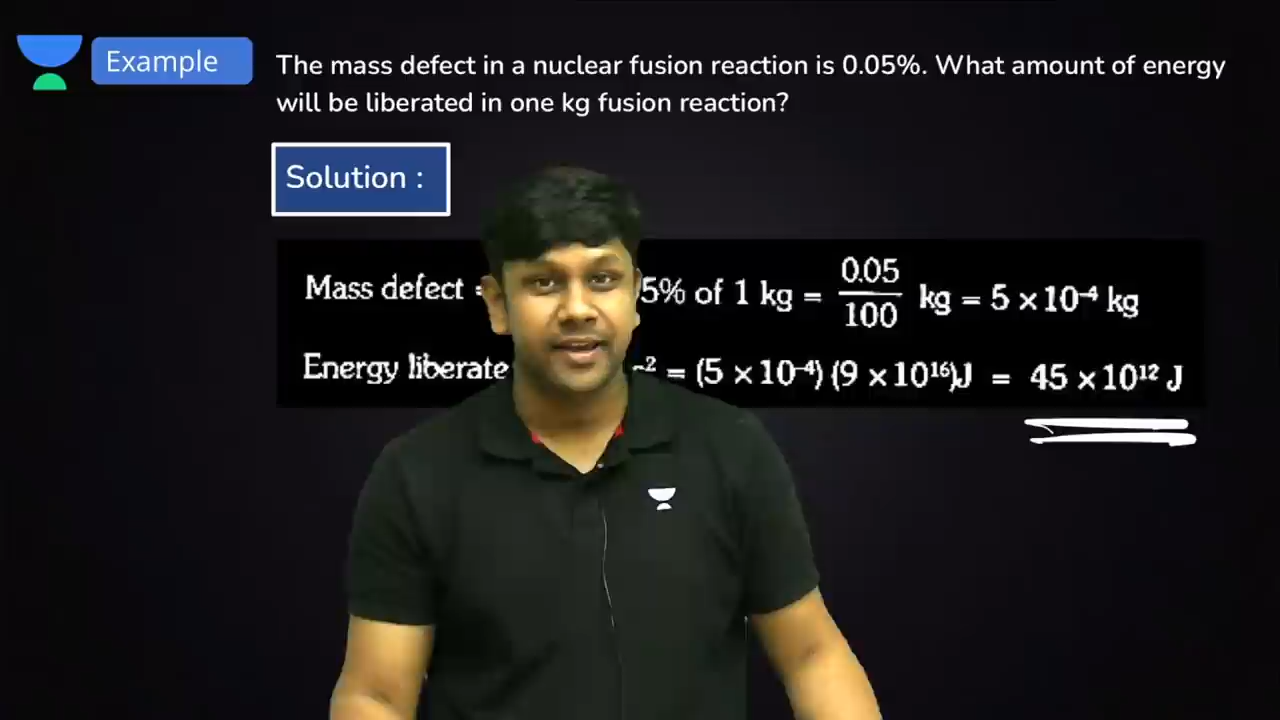 Example
The mass defect in a nuclear fusion reaction is 0.05%. What amount of energy
will be liberated in one kg fusion reaction?
Solution :
Mass defect = 5% of 1 kg = 0.05/100 kg = 5 × 10⁻⁴ kg
Energy liberate ² = (5 × 10⁻⁴) (9 × 10¹⁶)J = 45 × 10¹² J